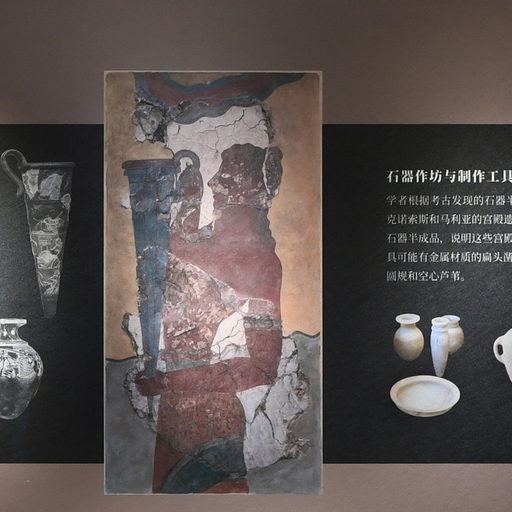 石器作坊与制作工具
学者根据考古发现的石器半
克诺索斯和马利亚的宫殿遗
石器半成品，说明这些宫殿
具可能有金属材质的扁头凿
圆规和空心芦苇。